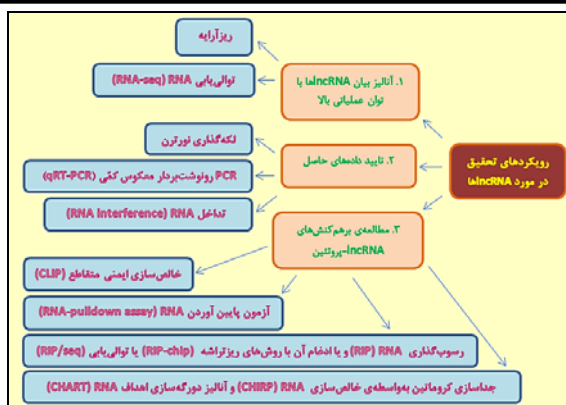 رویکردهای تحقیق
در مورد lncRNAها
۱. آنالیز بیان lncRNAها با
توان عملیاتی بالا
ریزآرایه
توالی‌یابی RNA (RNA-seq)
۲. تایید داده‌های حاصل
لکه‌گذاری نورترن
PCR رونوشت‌بردار معکوس کمّی (qRT-PCR)
تداخل RNA (RNA interference)
۳. مطالعه‌ی برهم‌کنش‌های
lncRNA-پروتئین
خالص‌سازی ایمنی متقاطع (CLIP)
آزمون پایین آوردن RNA (RNA-pulldown assay)
رسوب‌گذاری RNA (RIP) و یا ادغام آن با روش‌های ریزتراشه (RIP-chip) یا توالی‌یابی (RIP/seq)
جداسازی کروماتین به‌واسطه‌ی خالص‌سازی RNA (CHIRP) و آنالیز دورگه‌سازی اهداف RNA (CHART)